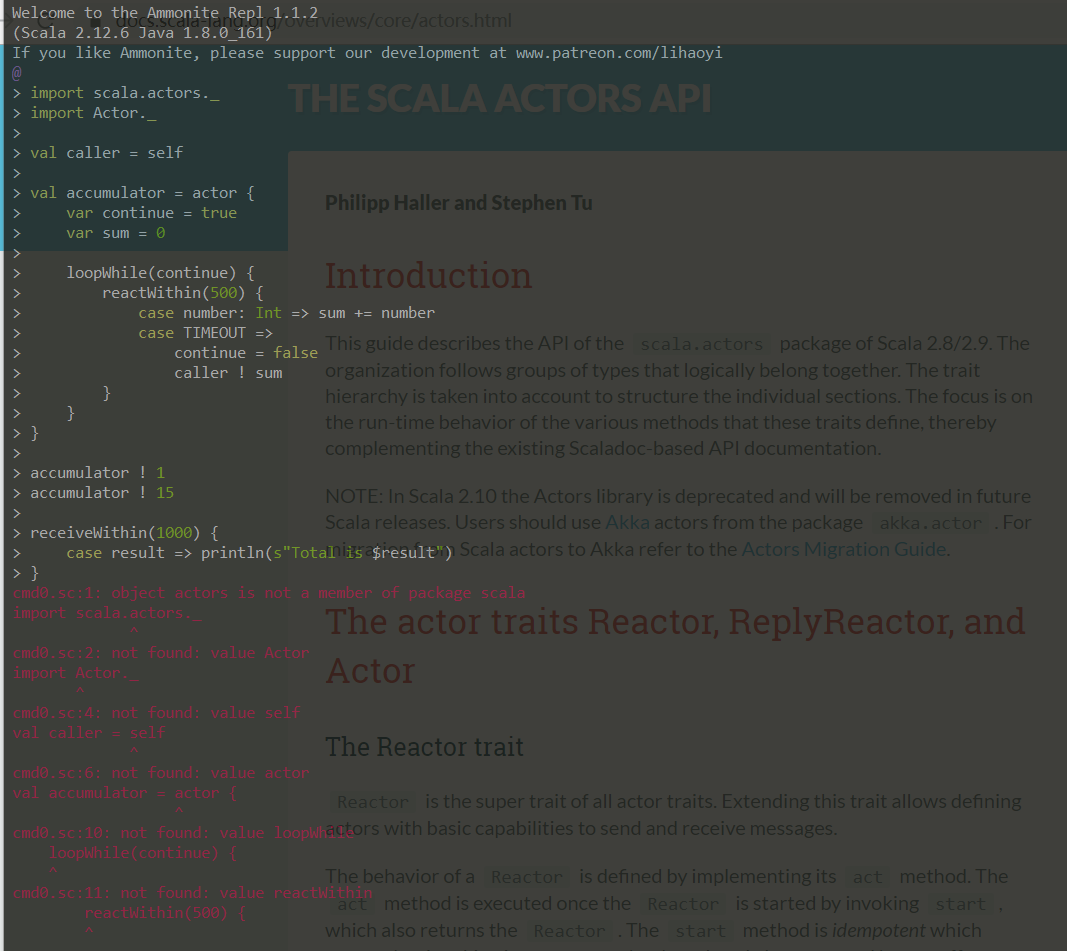 Welcome to the Ammonite Repl 1.1.2
(Scala 2.12.6 Java 1.8.0_161)
If you like Ammonite, please support our development at www.patreon.com/lihaoyi
@
> import scala.actors._
> import Actor._
>
> val caller = self
>
> val accumulator = actor {
>     var continue = true
>     var sum = 0
>
>     loopWhile(continue) {
>         reactWithin(500) {
>             case number: Int => sum += number
>             case TIMEOUT =>
>                 continue = false
>                 caller ! sum
>         }
>     }
> }
>
> accumulator ! 1
> accumulator ! 15
>
> receiveWithin(1000) {
>     case result => println(s"Total is $result")
> }
cmd0.sc:1: object actors is not a member of package scala
import scala.actors._
             ^
cmd0.sc:2: not found: value Actor
import Actor._
       ^
cmd0.sc:4: not found: value self
val caller = self
             ^
cmd0.sc:6: not found: value actor
val accumulator = actor {
                  ^
cmd0.sc:10: not found: value loopWhile
    loopWhile(continue) {
    ^
cmd0.sc:11: not found: value reactWithin
        reactWithin(500) {
        ^
docs.scala-lang.org/overviews/core/actors.html
THE SCALA ACTORS API
Philipp Haller and Stephen Tu
Introduction
This guide describes the API of the scala.actors package of Scala 2.8/2.9. The
organization follows groups of types that logically belong together. The trait
hierarchy is taken into account to structure the individual sections. The focus is on
the run-time behavior of the various methods that these traits define, thereby
complementing the existing Scaladoc-based API documentation.
NOTE: In Scala 2.10 the Actors library is deprecated and will be removed in future
Scala releases. Users should use Akka actors from the package akka.actor . For
migration from Scala actors to Akka refer to the Actors Migration Guide.
The actor traits Reactor, ReplyReactor, and
Actor
The Reactor trait
Reactor is the super trait of all actor traits. Extending this trait allows defining
actors with basic capabilities to send and receive messages.
The behavior of a Reactor is defined by implementing its act method. The
act method is executed once the Reactor is started by invoking start ,
which also returns the Reactor . The start method is idempotent which